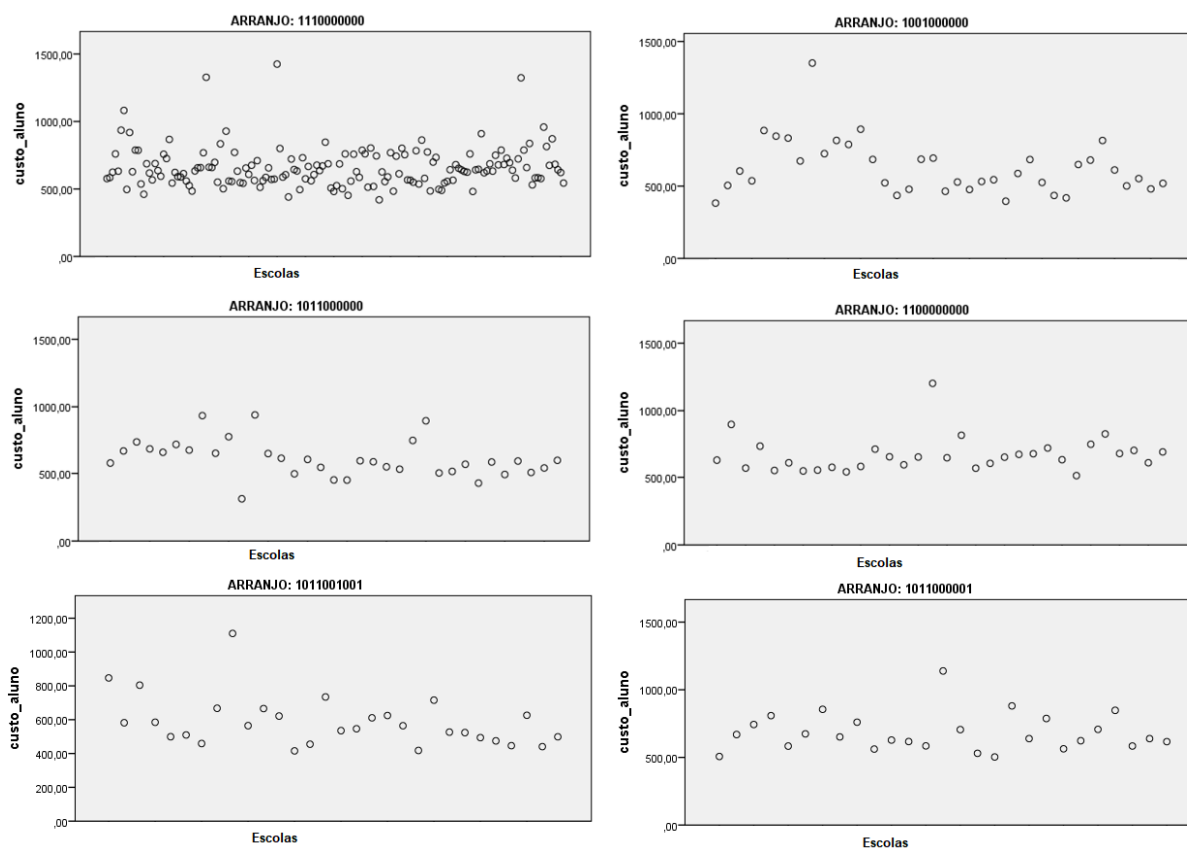 ARRANJO: 1110000000
1500,00
1000,00
500,00
,00
custo_aluno
Escolas
ARRANJO: 1001000000
1500,00
1000,00
500,00
,00
custo_aluno
Escolas
ARRANJO: 1011000000
1500,00
1000,00
500,00
,00
custo_aluno
Escolas
ARRANJO: 1100000000
1500,00
1000,00
500,00
,00
custo_aluno
Escolas
ARRANJO: 1011001001
1200,00
1000,00
800,00
600,00
400,00
200,00
,00
custo_aluno
Escolas
ARRANJO: 1011000001
1500,00
1000,00
500,00
,00
custo_aluno
Escolas